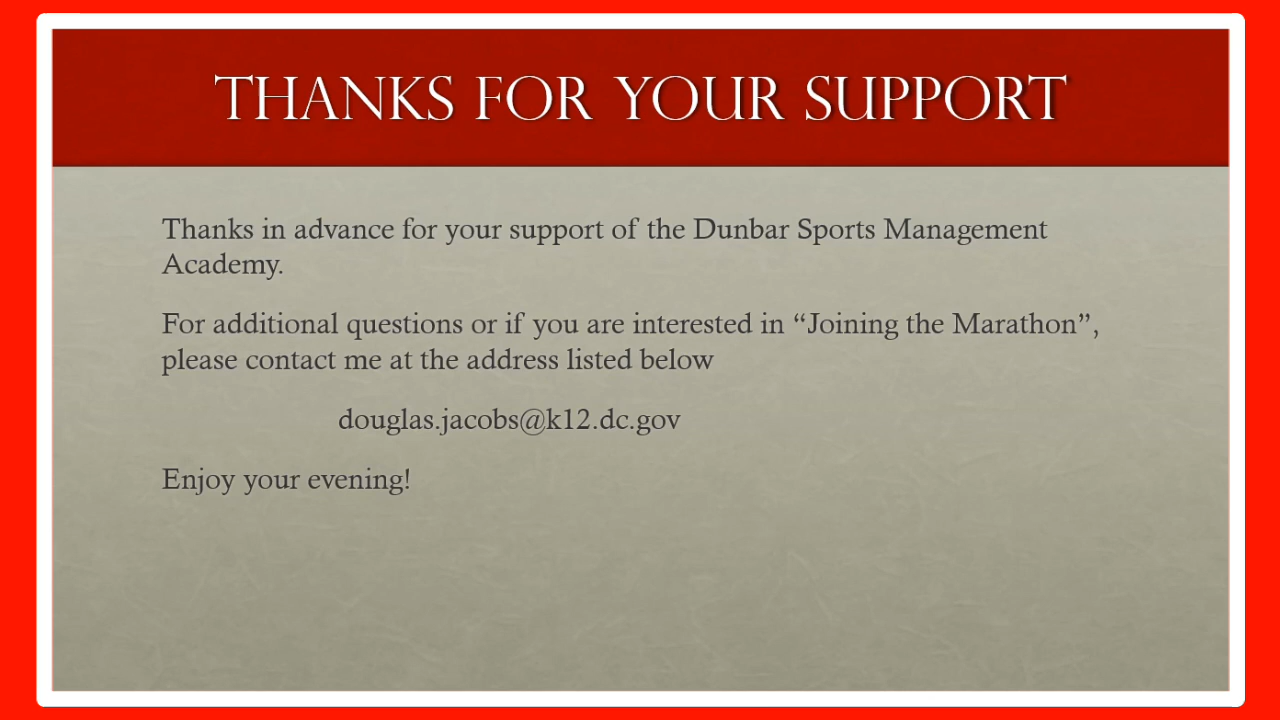 THANKS FOR YOUR SUPPORT
Thanks in advance for your support of the Dunbar Sports Management
Academy.
For additional questions or if you are interested in “Joining the Marathon”,
please contact me at the address listed below
douglas.jacobs@k12.dc.gov
Enjoy your evening!